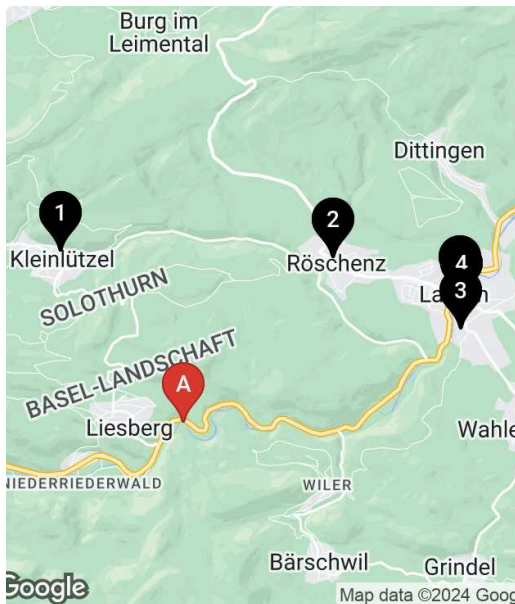 Burg im
Leimental
Dittingen
1
2
Kleinlützel
Röschenz
4
La
n
3
SOLOTHURN
BASEL-LANDSCHAFT
A
Liesberg
Wahle
NIEDERRIEDERWALD
WILER
Bärschwil
Grindel
Google
Map data ©2024 Goog